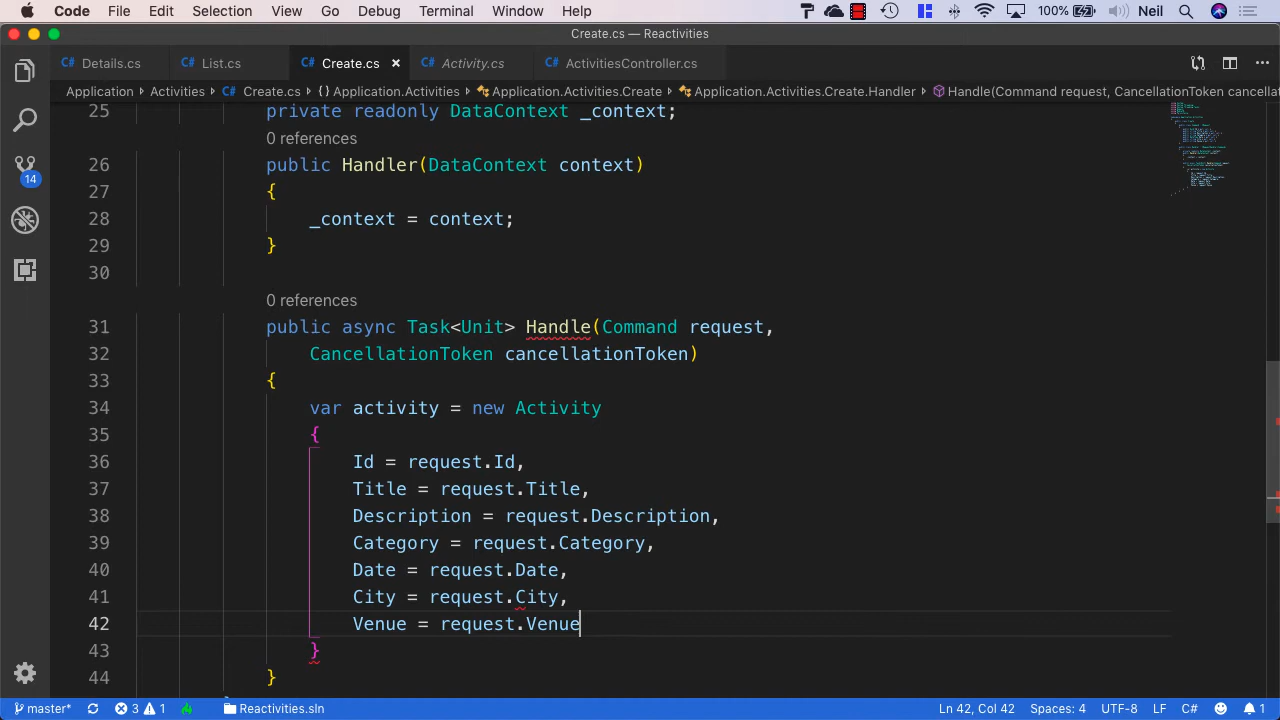 Code File Edit Selection View Go Debug Terminal Window Help 100% Neil
Create.cs — Reactivities
C# Details.cs C# List.cs C# Create.cs × C# Activity.cs C# ActivitiesController.cs
Application › Activities › C# Create.cs › { } Application.Activities › Application.Activities.Create › Application.Activities.Create.Handler › Handle(Command request, CancellationToken cancellat
25 private readonly DataContext _context;
0 references
26 public Handler(DataContext context)
27 {
28 _context = context;
29 }
30
0 references
31 public async Task<Unit> Handle(Command request,
32 CancellationToken cancellationToken)
33 {
34 var activity = new Activity
35 {
36 Id = request.Id,
37 Title = request.Title,
38 Description = request.Description,
39 Category = request.Category,
40 Date = request.Date,
41 City = request.City,
42 Venue = request.Venue
43 }
44 }
14
master* 3 1 Reactivities.sln Ln 42, Col 42 Spaces: 4 UTF-8 LF C# 1